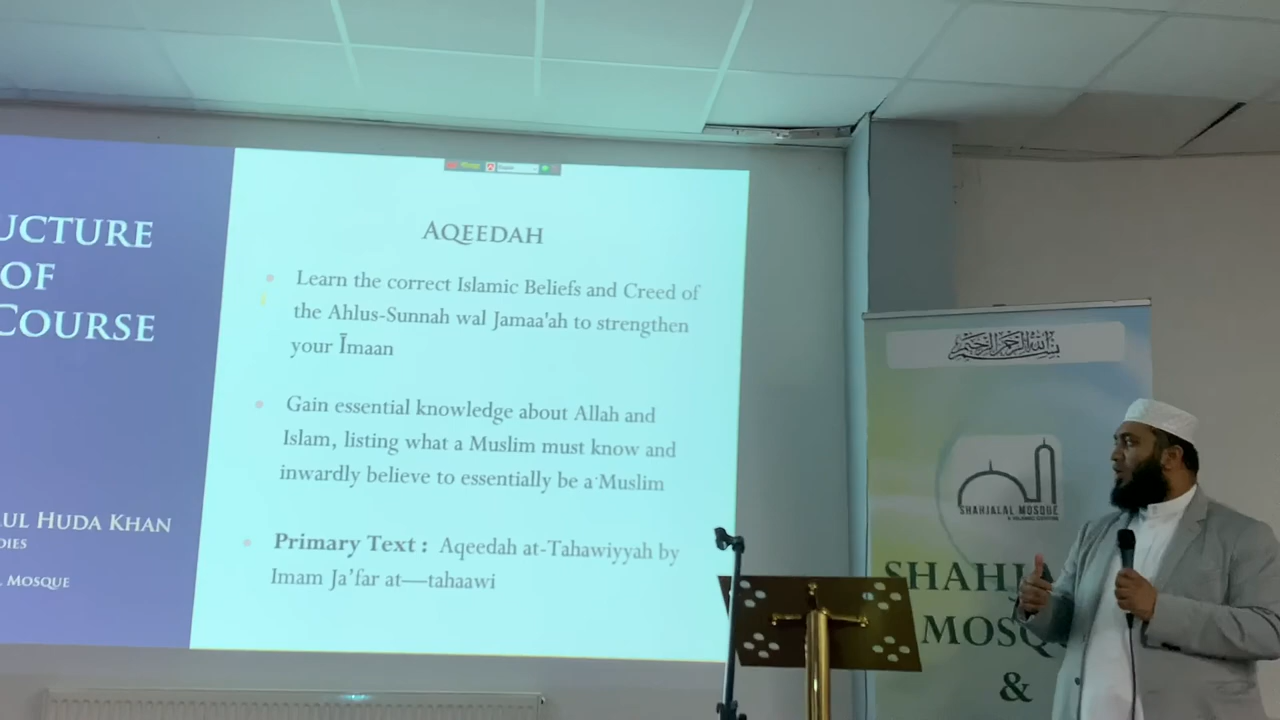 UCTURE
OF
COURSE
UL HUDA KHAN
DIES
MOSQUE
AQEEDAH
Learn the correct Islamic Beliefs and Creed of
the Ahlus-Sunnah wal Jamaa'ah to strengthen
your Īmaan
Gain essential knowledge about Allah and
Islam, listing what a Muslim must know and
inwardly believe to essentially be a Muslim
Primary Text : Aqeedah at-Tahawiyyah by
Imam Ja’far at—tahaawi
بسم الله الرحمن الرحيم
SHAHJALAL MOSQUE
SHAHJ
MOSQ
&